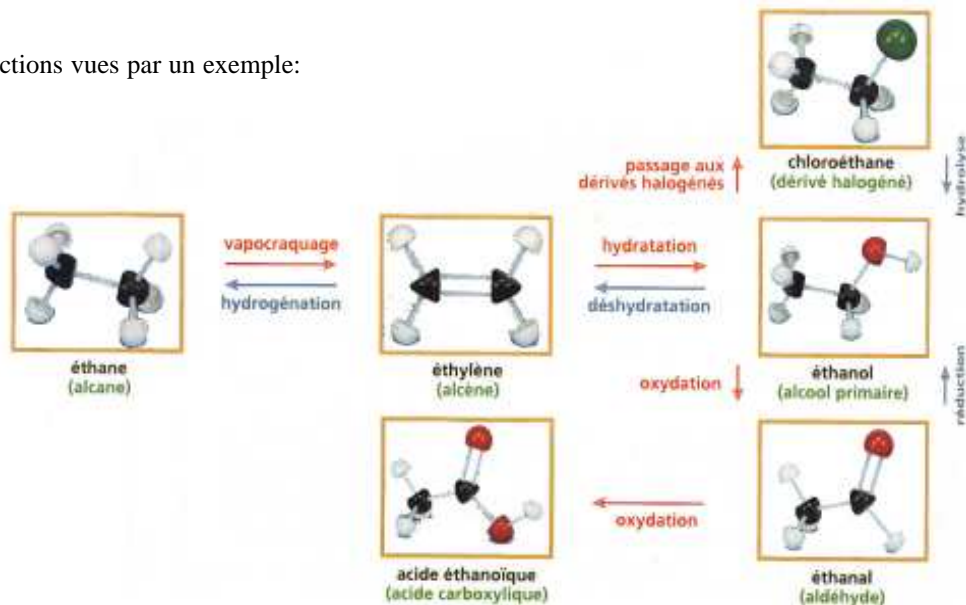 ctions vues par un exemple:
passage aux
dérivés halogénés
chloroéthane
(dérivé halogéné)
hydrolyse
vapocraquage
hydrogénation
hydratation
déshydratation
éthane
(alcane)
éthylène
(alcène)
oxydation
éthanol
(alcool primaire)
réduction
oxydation
acide éthanoïque
(acide carboxylique)
éthanal
(aldéhyde)